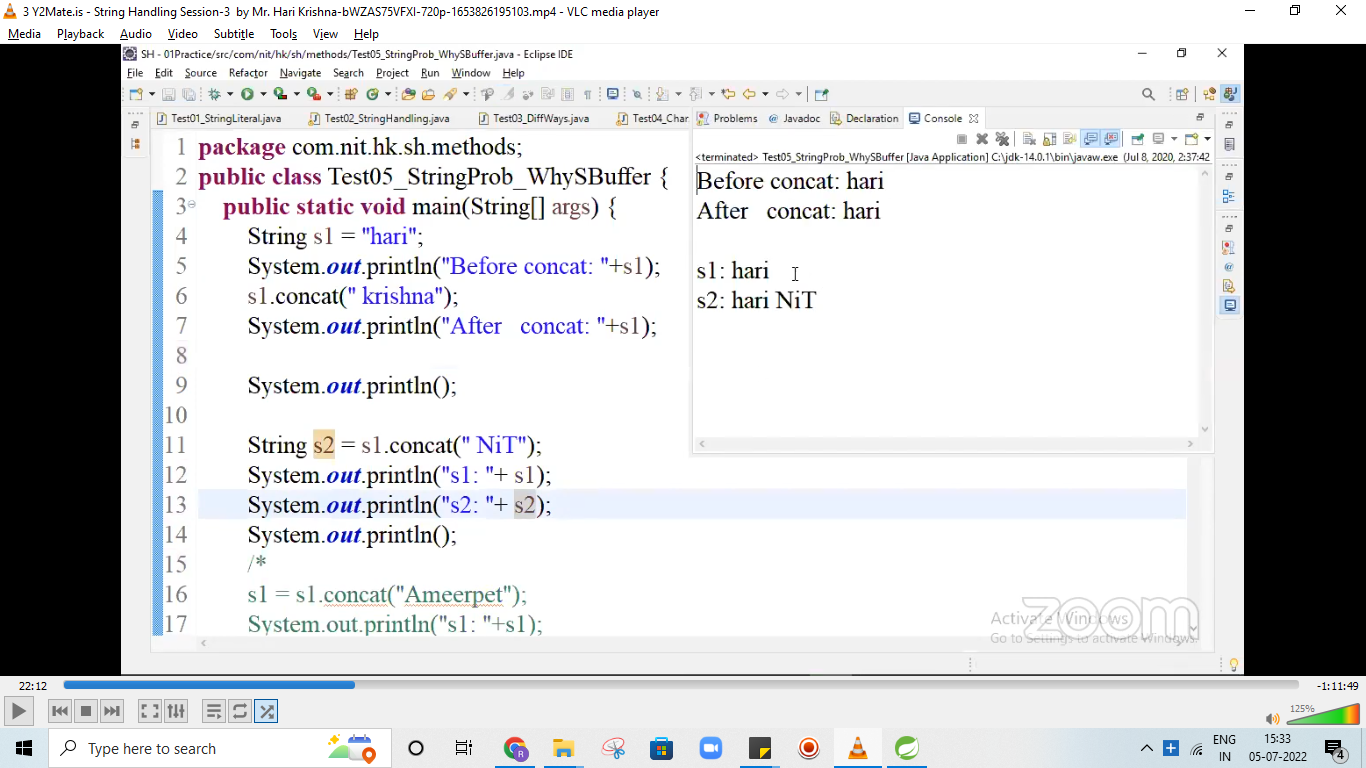 3 Y2Mate.is - String Handling Session-3 by Mr. Hari Krishna-bWZAS75VFXI-720p-1653826195103.mp4 - VLC media player
Media Playback Audio Video Subtitle Tools View Help
SH - 01Practice/src/com/nit/hk/sh/methods/Test05_StringProb_WhySBuffer.java - Eclipse IDE
File Edit Source Refactor Navigate Search Project Run Window Help
Test01_StringLiteral.java Test02_StringHandling.java Test03_DiffWays.java Test04_Char
Problems Javadoc Declaration Console
<terminated> Test05_StringProb_WhySBuffer [Java Application] C:\jdk-14.0.1\bin\javaw.exe (Jul 8, 2020, 2:37:42
Before concat: hari
After   concat: hari
s1: hari
s2: hari NiT
1 package com.nit.hk.sh.methods;
2 public class Test05_StringProb_WhySBuffer {
3 public static void main(String[] args) {
4 String s1 = "hari";
5 System.out.println("Before concat: "+s1);
6 s1.concat(" krishna");
7 System.out.println("After   concat: "+s1);
8
9 System.out.println();
10
11 String s2 = s1.concat(" NiT");
12 System.out.println("s1: "+ s1);
13 System.out.println("s2: "+ s2);
14 System.out.println();
15 /*
16 s1 = s1.concat("Ameerpet");
17 System.out.println("s1: "+s1);
zoom
Activate Windows
Go to Settings to activate Windows.
22:12
-1:11:49
125%
Type here to search
R
ENG
IN
15:33
05-07-2022
4